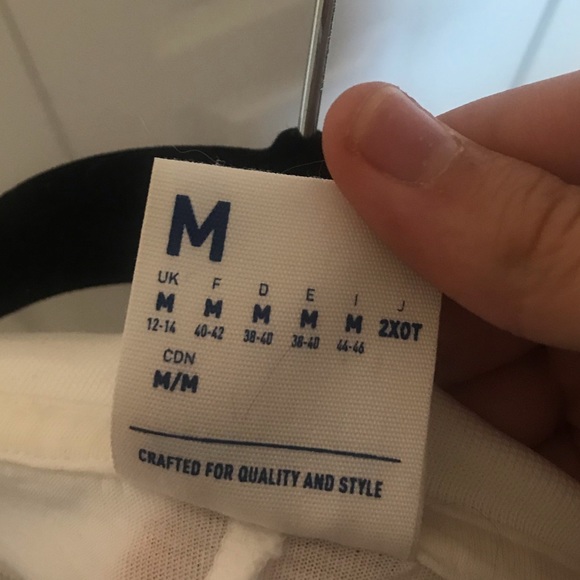 M
UK F D E I J
M M M M M 2XOT
12-14 40-42 38-40 38-40 44-46
CDN
M/M
CRAFTED FOR QUALITY AND STYLE